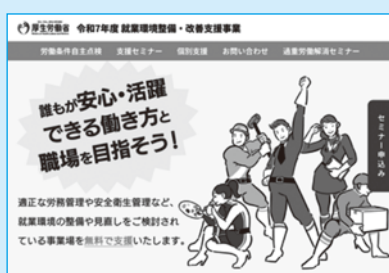 厚生労働省 令和7年度 就業環境整備・改善支援事業
労働条件自主点検 支援セミナー 個別支援 お問い合わせ 過重労働解消セミナー
誰もが安心・活躍
できる働き方と
職場を目指そう!
セミナー申込み
適正な労務管理や安全衛生管理など、
就業環境の整備や見直しをご検討され
ている事業場を無料で支援いたします。